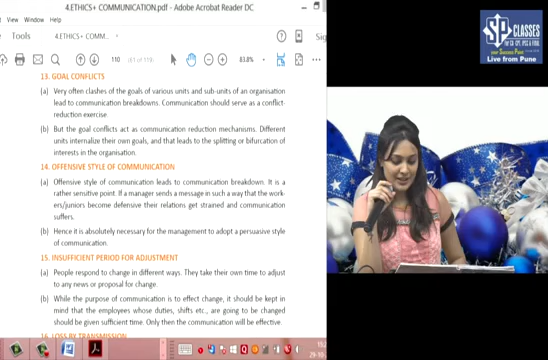 4.ETHICS+ COMMUNICATION.pdf - Adobe Acrobat Reader DC
View Window Help
Tools
4.ETHICS+ COMM...
Sig
110
(61 of 119)
83.8%
13. GOAL CONFLICTS
(a) Very often clashes of the goals of various units and sub-units of an organisation
lead to communication breakdowns. Communication should serve as a conflict-
reduction exercise.
(b) But the goal conflicts act as communication reduction mechanisms. Different
units internalize their own goals, and that leads to the splitting or bifurcation of
interests in the organisation.
14. OFFENSIVE STYLE OF COMMUNICATION
(a) Offensive style of communication leads to communication breakdown. It is a
rather sensitive point. If a manager sends a message in such a way that the work-
ers/juniors become defensive their relations get strained and communication
suffers.
(b) Hence it is absolutely necessary for the management to adopt a persuasive style
of communication.
15. INSUFFICIENT PERIOD FOR ADJUSTMENT
(a) People respond to change in different ways. They take their own time to adjust
to any news or proposal for change.
(b) While the purpose of communication is to effect change, it should be kept in
mind that the employees whose duties, shifts etc., are going to be changed
should be given sufficient time. Only then the communication will be effective.
16. LOSS BY TRANSMISSION
SP CLASSES
Live from Pune